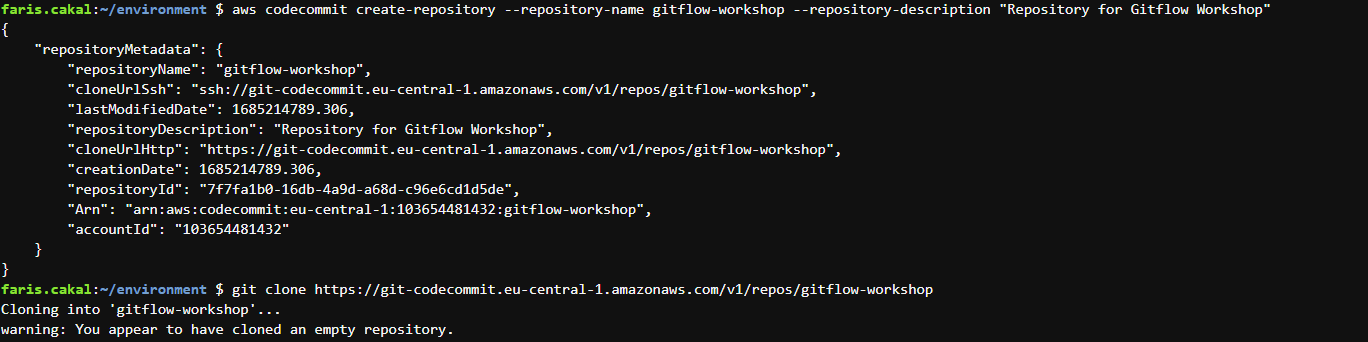 faris.cakal:~/environment $ aws codecommit create-repository --repository-name gitflow-workshop --repository-description "Repository for Gitflow Workshop"
{
    "repositoryMetadata": {
        "repositoryName": "gitflow-workshop",
        "cloneUrlSsh": "ssh://git-codecommit.eu-central-1.amazonaws.com/v1/repos/gitflow-workshop",
        "lastModifiedDate": 1685214789.306,
        "repositoryDescription": "Repository for Gitflow Workshop",
        "cloneUrlHttp": "https://git-codecommit.eu-central-1.amazonaws.com/v1/repos/gitflow-workshop",
        "creationDate": 1685214789.306,
        "repositoryId": "7f7fa1b0-16db-4a9d-a68d-c96e6cd1d5de",
        "Arn": "arn:aws:codecommit:eu-central-1:103654481432:gitflow-workshop",
        "accountId": "103654481432"
    }
}
faris.cakal:~/environment $ git clone https://git-codecommit.eu-central-1.amazonaws.com/v1/repos/gitflow-workshop
Cloning into 'gitflow-workshop'...
warning: You appear to have cloned an empty repository.